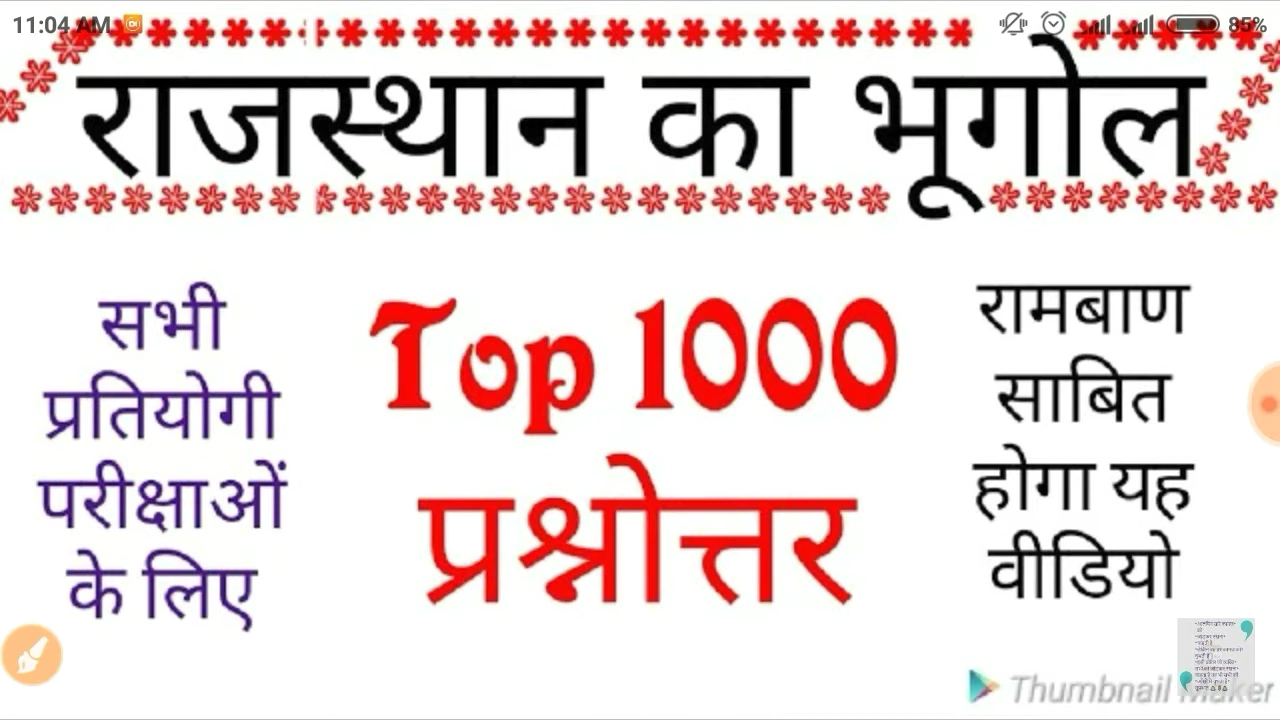 11:04 AM
85%
राजस्थान का भूगोल
सभी
प्रतियोगी
परीक्षाओं
के लिए
Top 1000
प्रश्नोत्तर
रामबाण
साबित
होगा यह
वीडियो
Thumbnail Maker